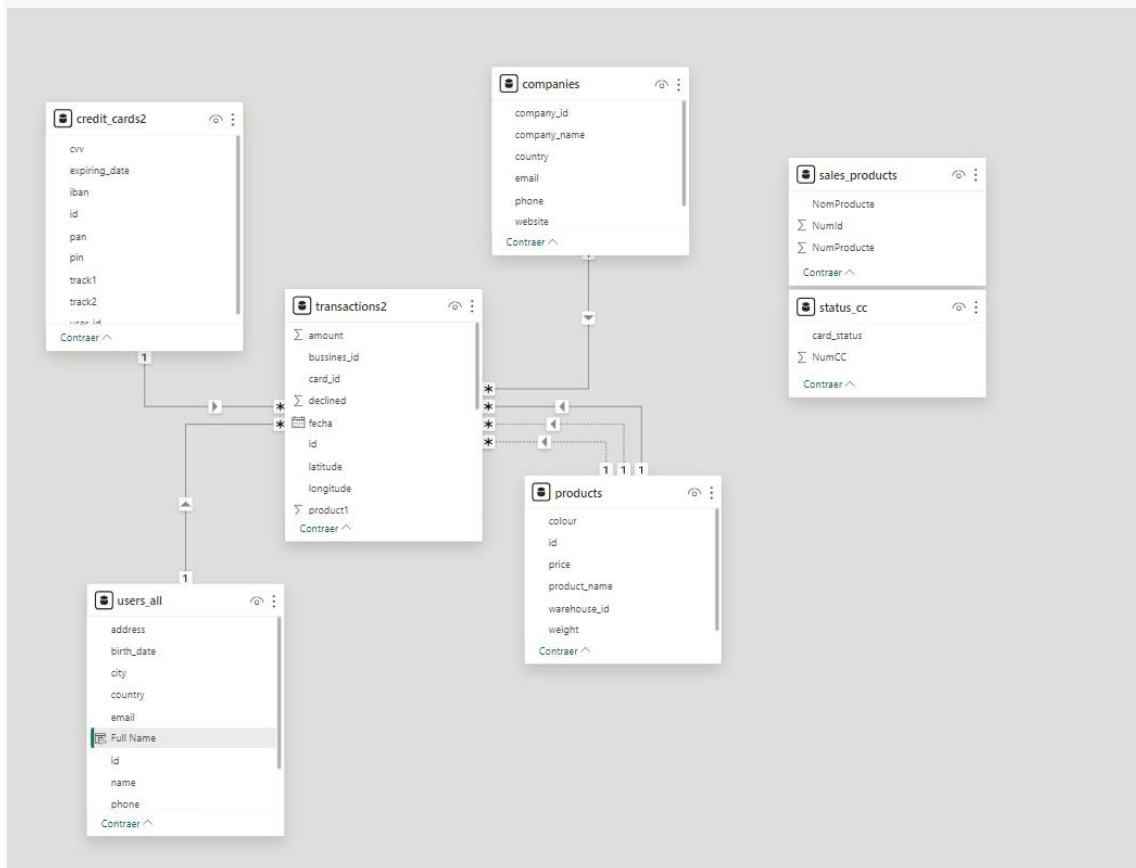 credit_cards2
cvv
expiring_date
iban
id
pan
pin
track1
track2
user_id
Contraer
1
companies
company_id
company_name
country
email
phone
website
Contraer
sales_products
NomProducte
∑ NumId
∑ NumProducte
Contraer
status_cc
card_status
∑ NumCC
Contraer
transactions2
∑ amount
bussines_id
card_id
∑ declined
fecha
id
latitude
longitude
∑ product1
Contraer
*
*
*
*
*
*
1 1 1
products
colour
id
price
product_name
warehouse_id
weight
Contraer
1
users_all
address
birth_date
city
country
email
Full Name
id
name
phone
Contraer